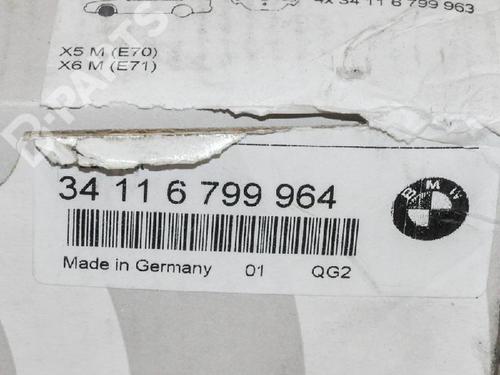 4x 34 11 6 799 963
X5 M (E70)
X6 M (E71)
34 11 6 799 964
BMW
Made in Germany 01 QG2
B-PARTS